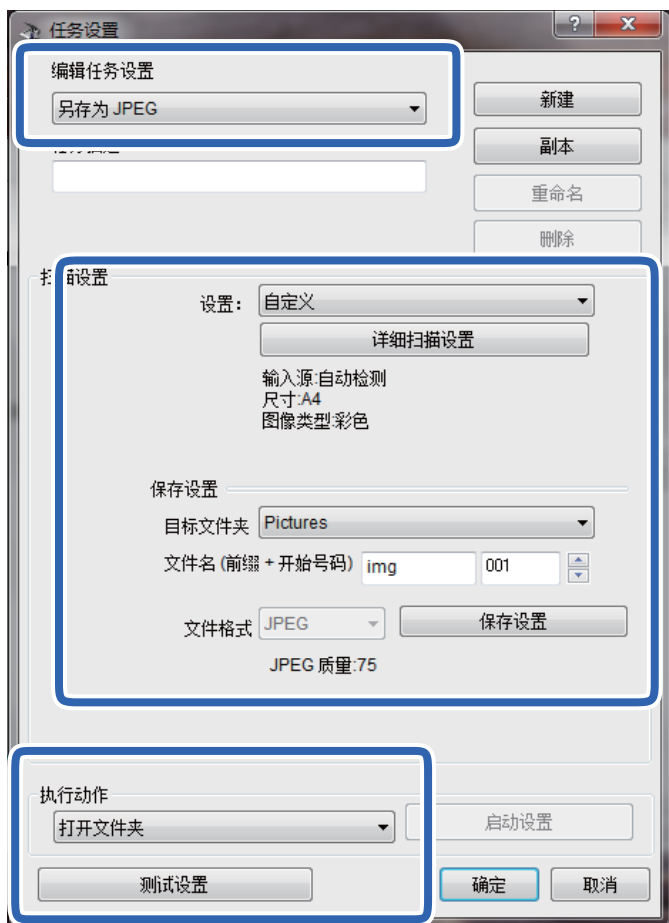 任务设置
编辑任务设置
另存为 JPEG
新建
副本
重命名
删除
扫描设置
设置： 自定义
详细扫描设置
输入源:自动检测
尺寸:A4
图像类型:彩色
保存设置
目标文件夹 Pictures
文件名 (前缀 + 开始号码) img 001
文件格式 JPEG 保存设置
JPEG 质量:75
执行动作
打开文件夹 启动设置
测试设置 确定 取消